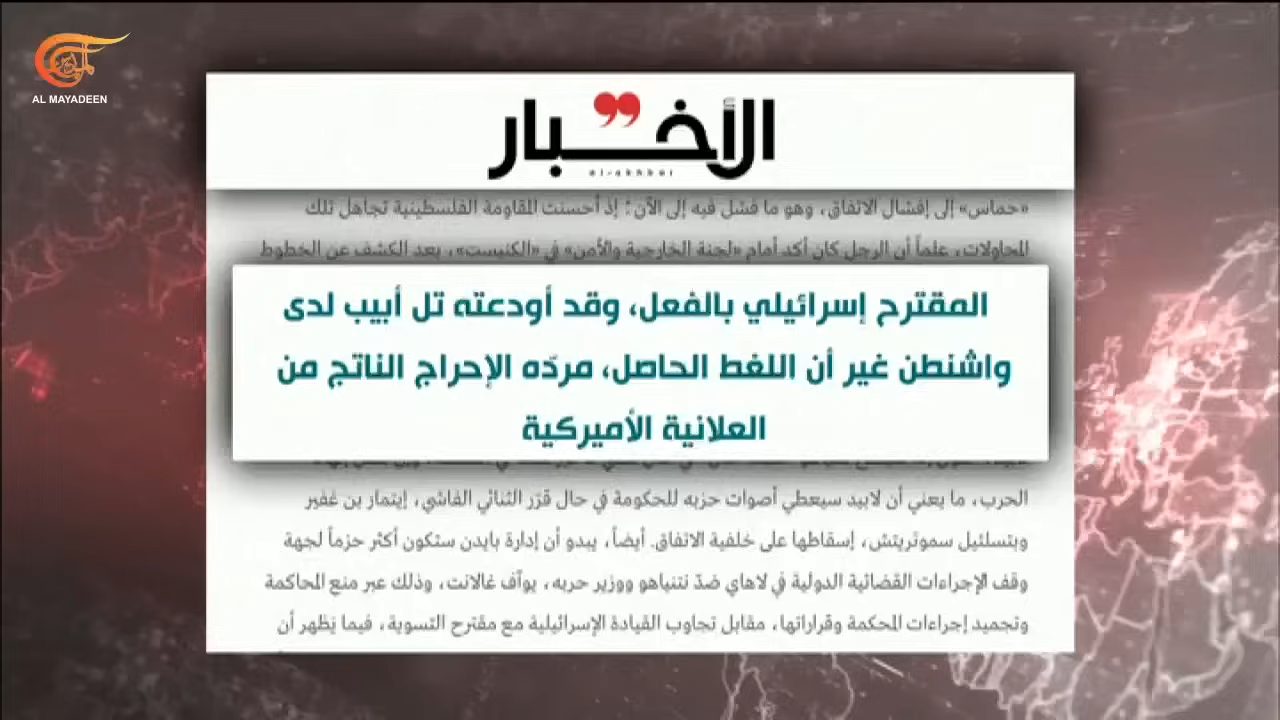 AL MAYADEEN
الأخبار
al-akhbar
«حماس» إلى إفشال الاتفاق، وهو ما فشل فيه إلى الآن؛ إذ أحسنت المقاومة الفلسطينية تجاهل تلك
المحاولات، علماً أن الرجل كان أكد أمام «لجنة الخارجية والأمن» في «الكنيست»، بعد الكشف عن الخطوط
المقترح إسرائيلي بالفعل، وقد أودعته تل أبيب لدى
واشنطن غير أن اللغط الحاصل، مردّه الإحراج الناتج من
العلانية الأميركية
الحرب، ما يعني أن لابيد سيعطي أصوات حزبه للحكومة في حال قرّر الثنائي الفاشي، إيتمار بن غفير
وبتسلئيل سموتريتش، إسقاطها على خلفية الاتفاق. أيضاً، يبدو أن إدارة بايدن ستكون أكثر حزماً لجهة
وقف الإجراءات القضائية الدولية في لاهاي ضدّ نتنياهو ووزير حربه، يوآف غالانت، وذلك عبر منع المحاكمة
وتجميد إجراءات المحكمة وقراراتها، مقابل تجاوب القيادة الإسرائيلية مع مقترح التسوية، فيما يَظهر أن